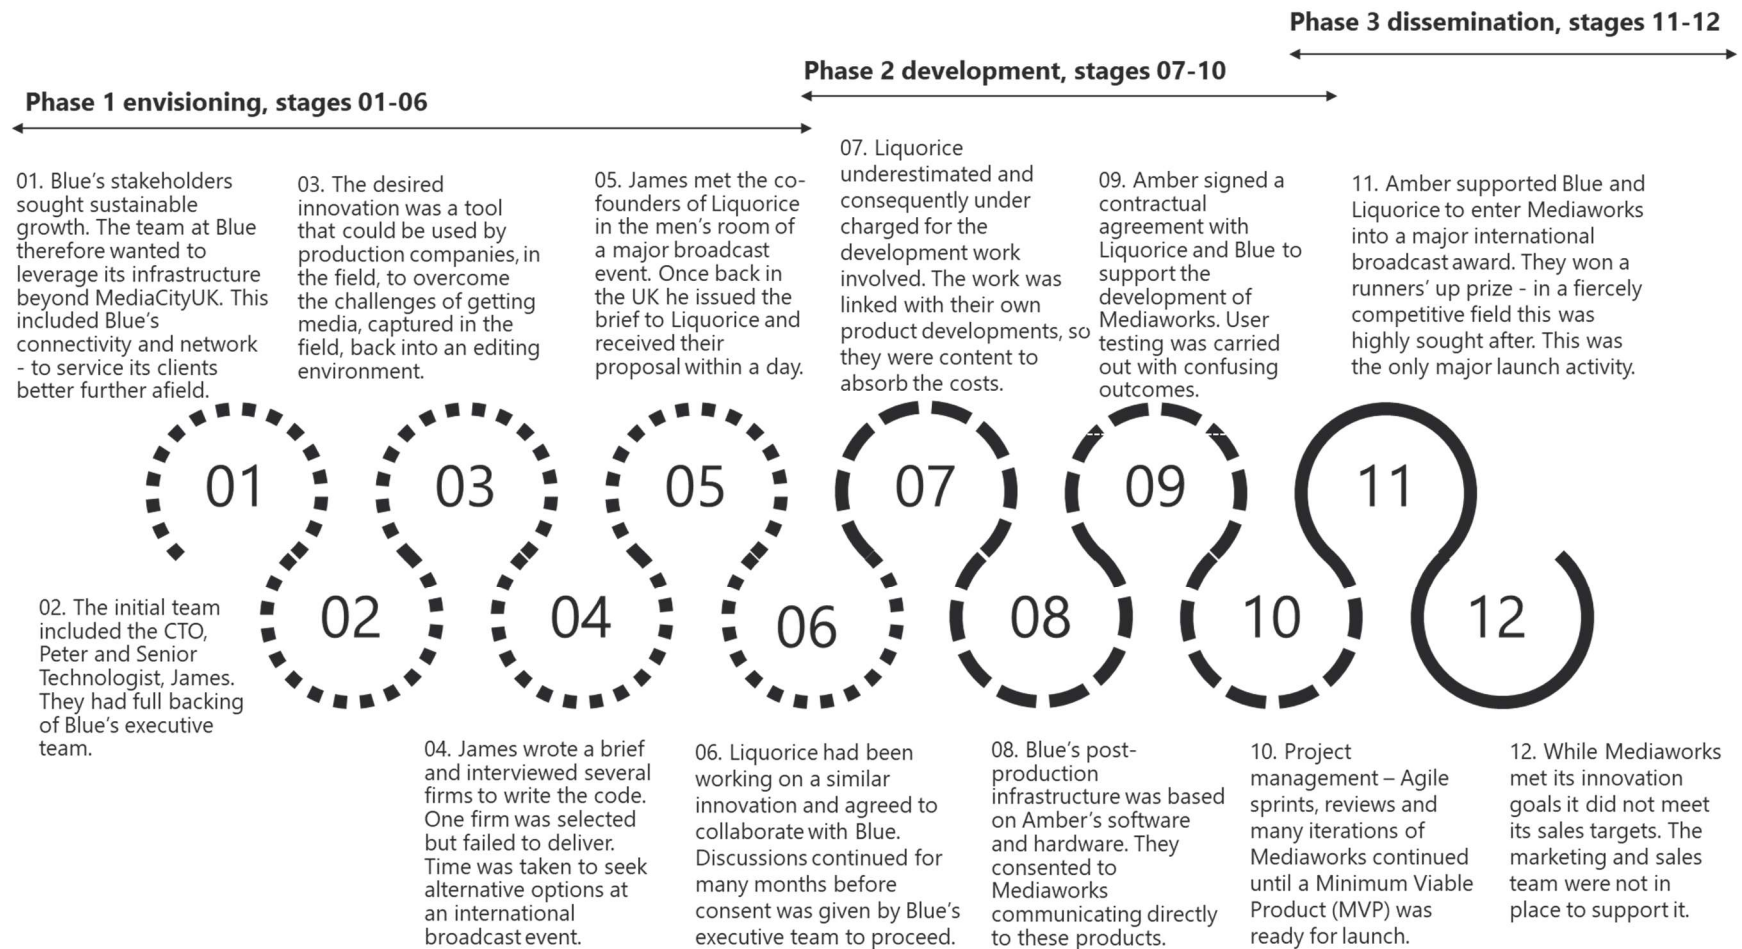 Phase 3 dissemination, stages 11-12
Phase 2 development, stages 07-10
Phase 1 envisioning, stages 01-06
01. Blue's stakeholders
sought sustainable
growth. The team at Blue
therefore wanted to
leverage its infrastructure
beyond MediaCityUK. This
included Blue's
connectivity and network
- to service its clients
better further afield.
03. The desired
innovation was a tool
that could be used by
production companies, in
the field, to overcome
the challenges of getting
media, captured in the
field, back into an editing
environment.
05. James met the co-
founders of Liquorice
in the men's room of
a major broadcast
event. Once back in
the UK he issued the
brief to Liquorice and
received their
proposal within a day.
07. Liquorice
underestimated and
consequently under
charged for the
development work
involved. The work was
linked with their own
product developments, so
they were content to
absorb the costs.
09. Amber signed a
contractual
agreement with
Liquorice and Blue to
support the
development of
Mediaworks. User
testing was carried
out with confusing
outcomes.
11. Amber supported Blue and
Liquorice to enter Mediaworks
into a major international
broadcast award. They won a
runners' up prize - in a fiercely
competitive field this was
highly sought after. This was
the only major launch activity.
01
03
05
07
09
11
02
04
06
08
10
12
02. The initial team
included the CTO,
Peter and Senior
Technologist, James.
They had full backing
of Blue's executive
team.
04. James wrote a brief
and interviewed several
firms to write the code.
One firm was selected
but failed to deliver.
Time was taken to seek
alternative options at
an international
broadcast event.
06. Liquorice had been
working on a similar
innovation and agreed to
collaborate with Blue.
Discussions continued for
many months before
consent was given by Blue's
executive team to proceed.
08. Blue's post-
production
infrastructure was based
on Amber's software
and hardware. They
consented to
Mediaworks
communicating directly
to these products.
10. Project
management – Agile
sprints, reviews and
many iterations of
Mediaworks continued
until a Minimum Viable
Product (MVP) was
ready for launch.
12. While Mediaworks
met its innovation
goals it did not meet
its sales targets. The
marketing and sales
team were not in
place to support it.